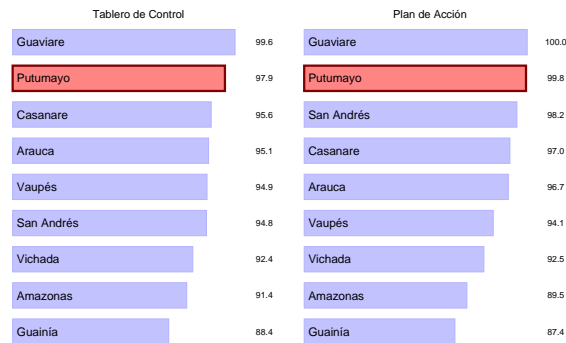 Tablero de Control
Guaviare 99.6
Putumayo 97.9
Casanare 95.6
Arauca 95.1
Vaupés 94.9
San Andrés 94.8
Vichada 92.4
Amazonas 91.4
Guainía 88.4
Plan de Acción
Guaviare 100.0
Putumayo 99.8
San Andrés 98.2
Casanare 97.0
Arauca 96.7
Vaupés 94.1
Vichada 92.5
Amazonas 89.5
Guainía 87.4